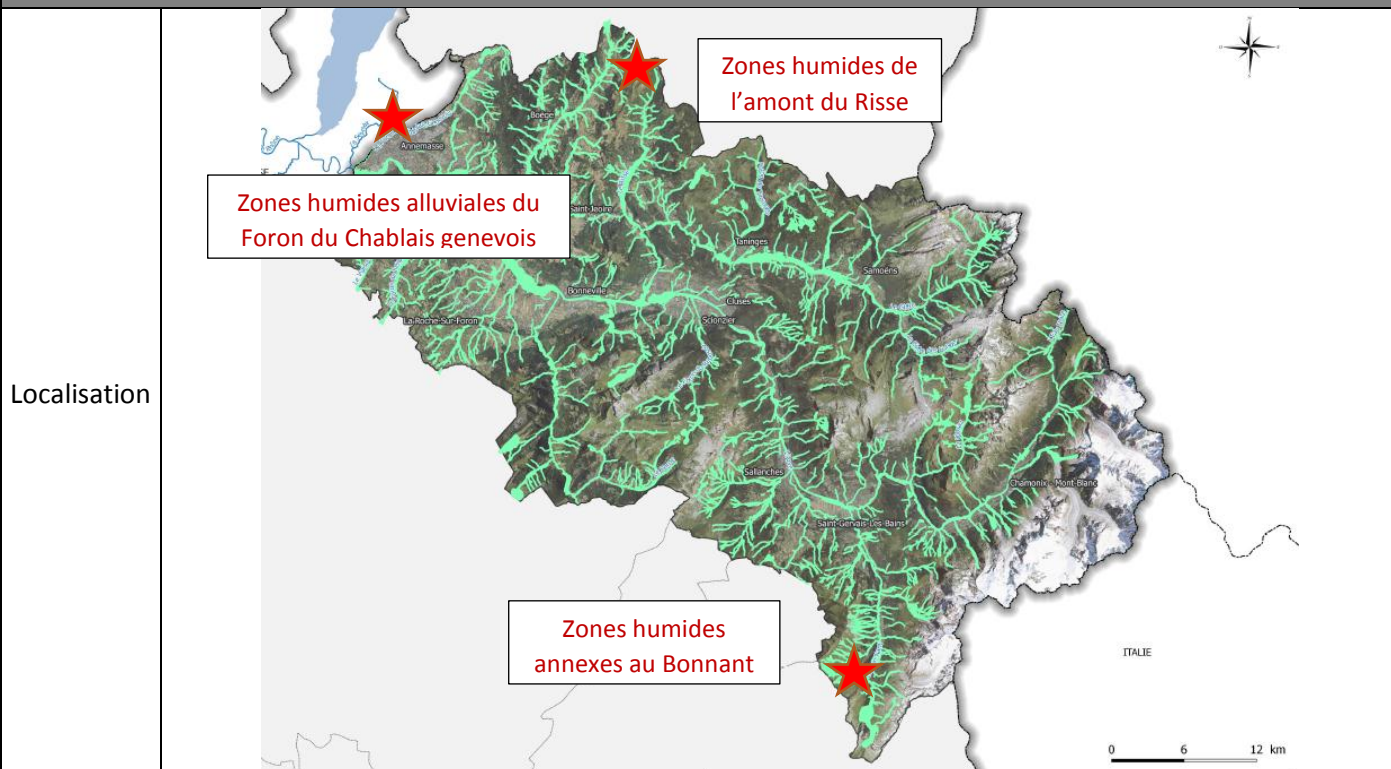 Localisation
N
Zones humides de
l'amont du Risse
Boëge
Annemasse
Zones humides alluviales du
Foron du Chablais genevois
Saint-Jeoire
Taninges
Samoëns
Bonneville
Cluses
Scionzier
La Roche-Sur-Foron
Sallanches
Chamonix - Mont-Blanc
Saint-Gervais-Les-Bains
Zones humides
annexes au Bonnant
ITALIE
0 6 12 km